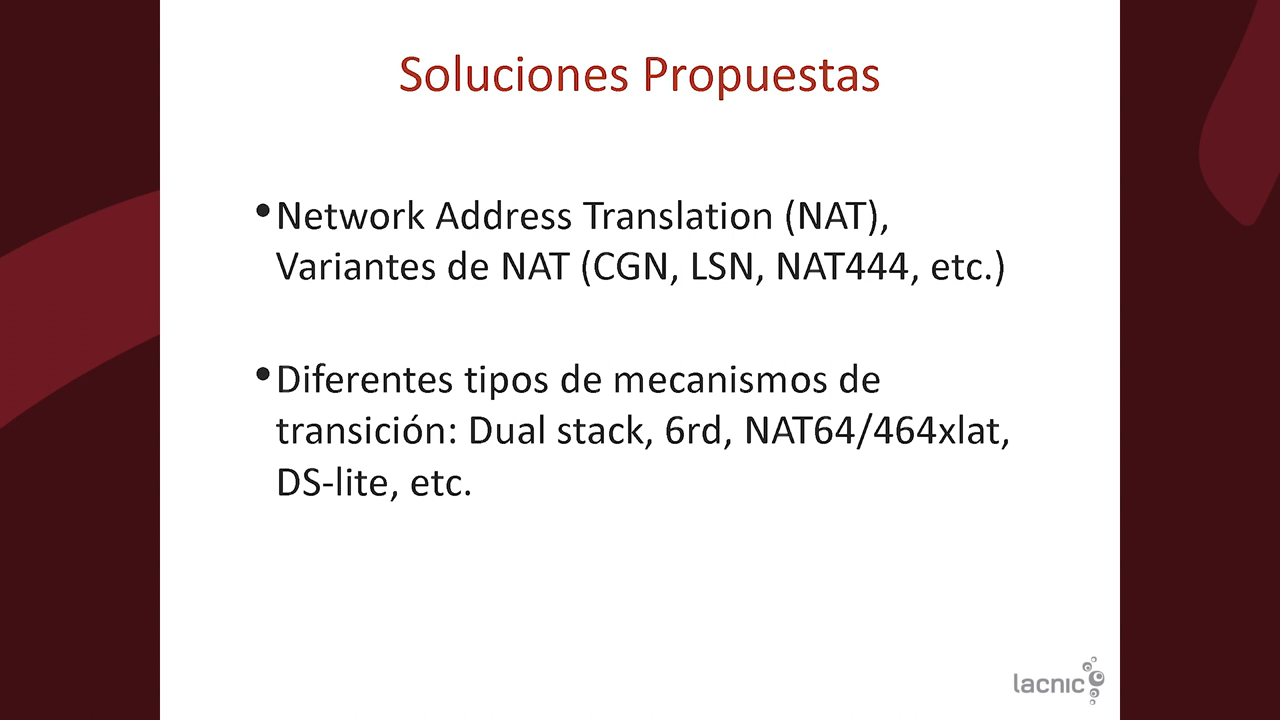 Soluciones Propuestas
•Network Address Translation (NAT),
Variantes de NAT (CGN, LSN, NAT444, etc.)
•Diferentes tipos de mecanismos de
transición: Dual stack, 6rd, NAT64/464xlat,
DS-lite, etc.
lacnic